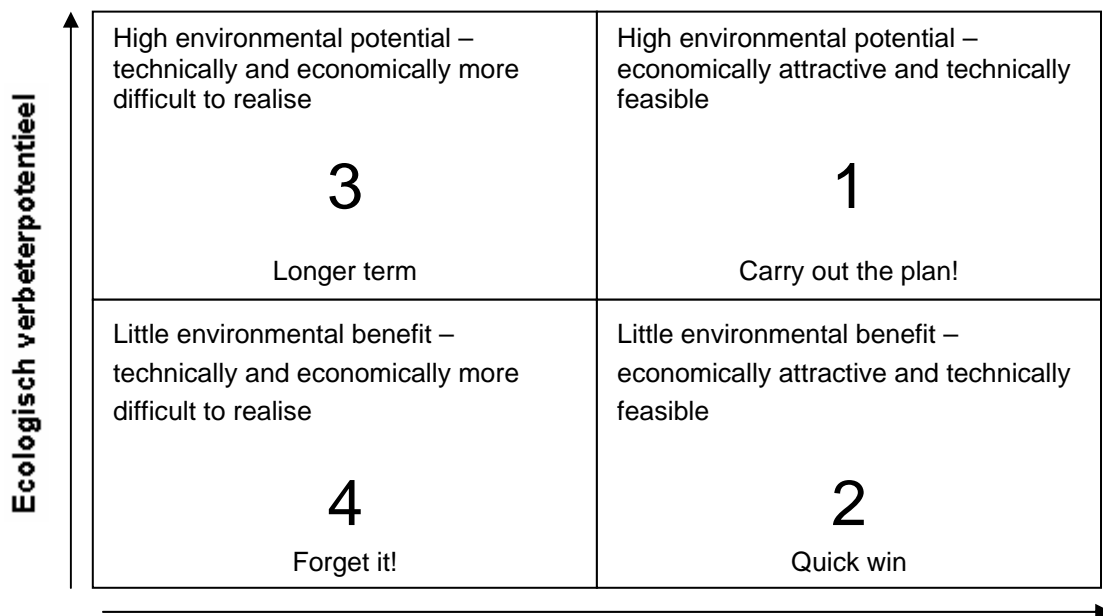 Ecologisch verbeterpotentieel
High environmental potential –
technically and economically more
difficult to realise
3
Longer term
High environmental potential –
economically attractive and technically
feasible
1
Carry out the plan!
Little environmental benefit –
technically and economically more
difficult to realise
4
Forget it!
Little environmental benefit –
economically attractive and technically
feasible
2
Quick win